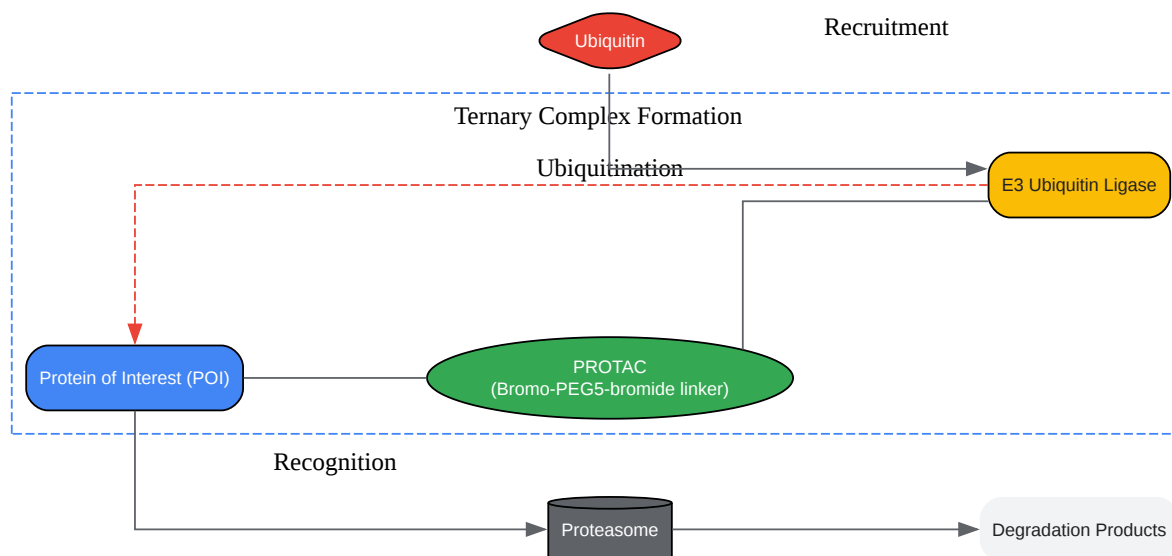 Recruitment
Ubiquitin
Ternary Complex Formation
Ubiquitination
E3 Ubiquitin Ligase
PROTAC
Protein of Interest (POI)
(Bromo-PEG5-bromide linker)
Recognition
Proteasome
Degradation Products